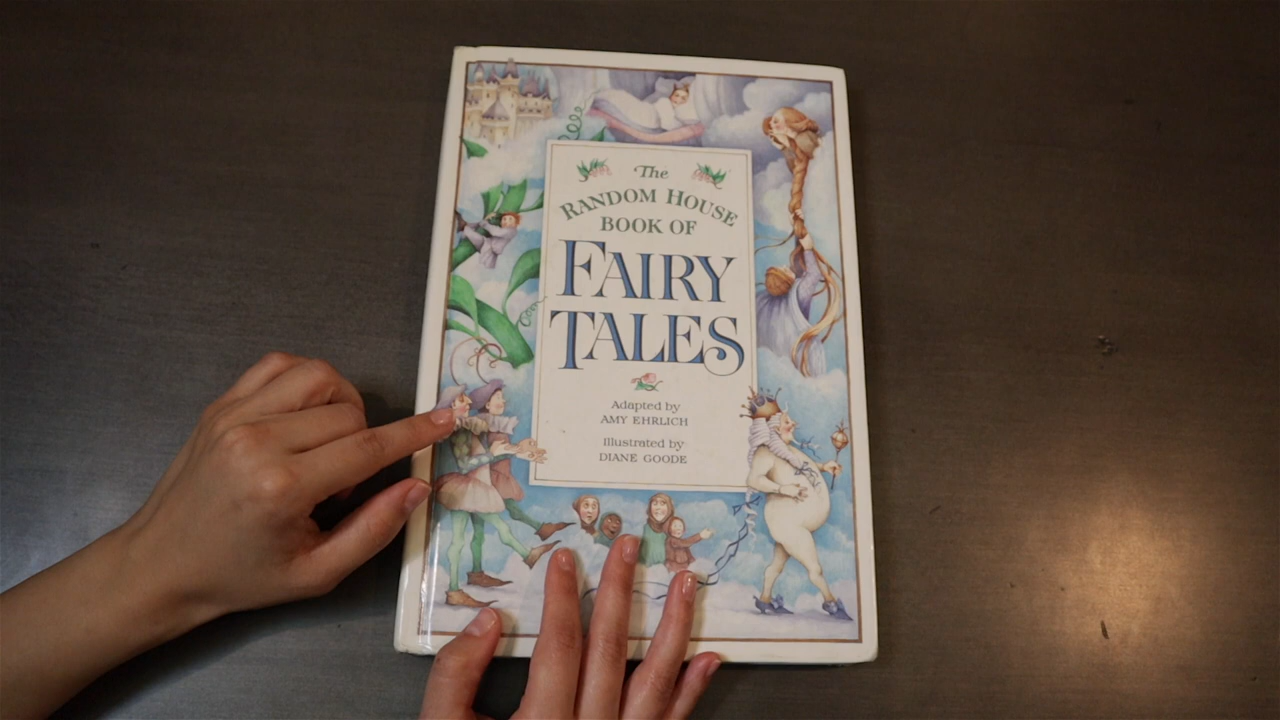 The
RANDOM HOUSE
BOOK OF
FAIRY
TALES
Adapted by
AMY EHRLICH
Illustrated by
DIANE GOODE